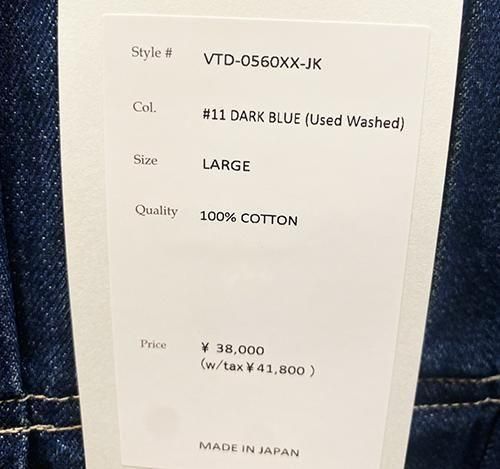 Style # VTD-0560XX-JK
Col. #11 DARK BLUE (Used Washed)
Size LARGE
Quality 100% COTTON
Price ¥ 38,000
(w/tax¥41,800 )
MADE IN JAPAN